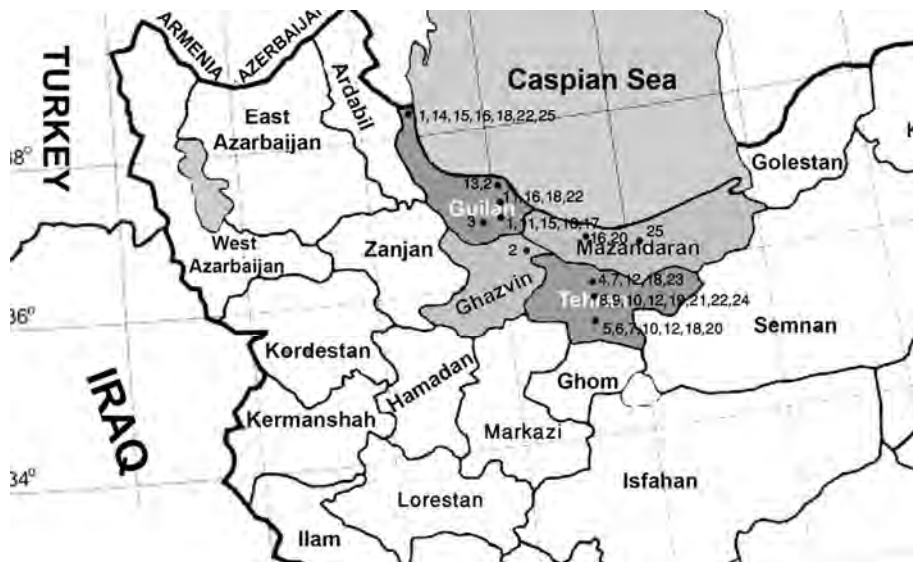 TURKEY
ARMENIA
AZERBAIJAN
Ardabil
Caspian Sea
East
Azarbaijan
1, 14, 15, 16, 18, 22, 25
38°
Golestan
13,2
Guilan
16, 18, 22
3
1, 11, 15, 16, 17
West
Azarbaijan
Zanjan
2
16, 20
25
Mazandaran
Ghazvin
4,7, 12, 18,23
8,9, 10, 12, 19,21,22,24
5,6,7, 10, 12, 18,20
Semnan
36°
Kordestan
Hamadan
Ghom
IRAQ
Kermanshah
Markazi
34°
Lorestan
Isfahan
Ilam